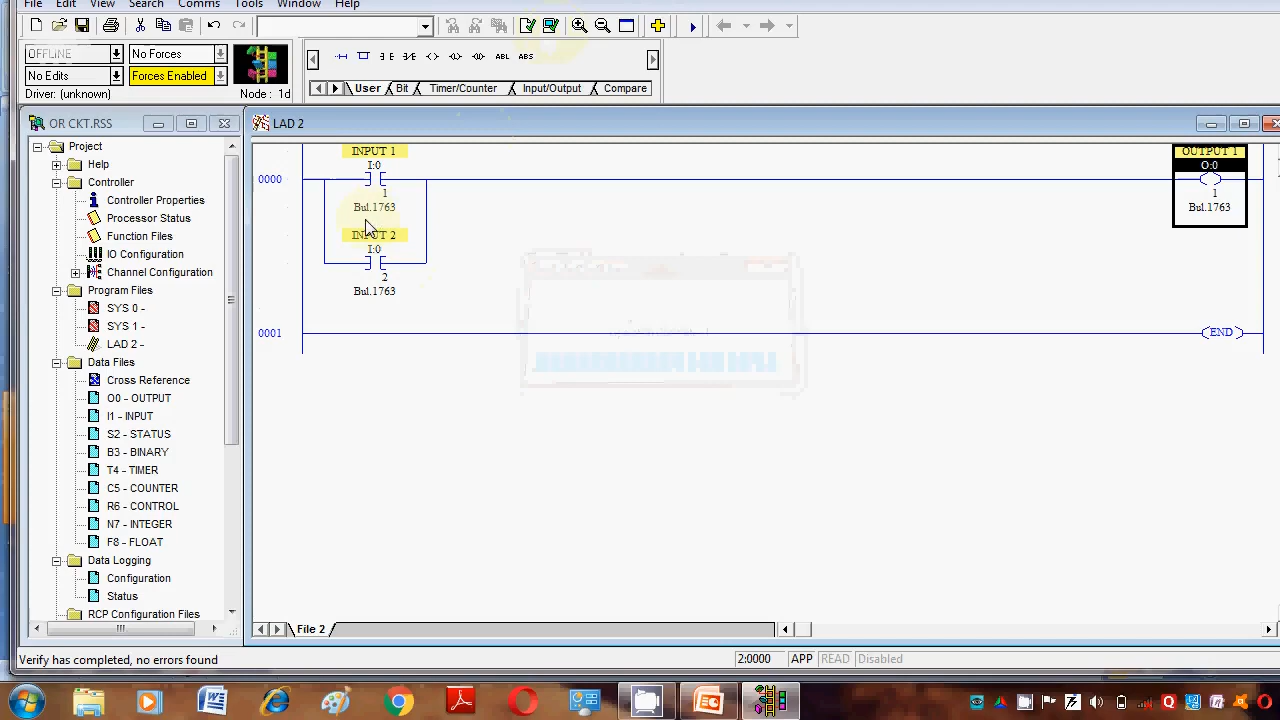 File Edit View Search Comms Tools Window Help
OFFLINE No Forces
No Edits Forces Enabled
Driver: (unknown) Node : 1d
ABL ABS
User Bit Timer/Counter Input/Output Compare
OR CKT.RSS
Project
Help
Controller
Controller Properties
Processor Status
Function Files
IO Configuration
Channel Configuration
Program Files
SYS 0 -
SYS 1 -
LAD 2 -
Data Files
Cross Reference
O0 - OUTPUT
I1 - INPUT
S2 - STATUS
B3 - BINARY
T4 - TIMER
C5 - COUNTER
R6 - CONTROL
N7 - INTEGER
F8 - FLOAT
Data Logging
Configuration
Status
RCP Configuration Files
LAD 2
INPUT 1
I:0
0000
1
Bul.1763
INPUT 2
I:0
2
Bul.1763
OUTPUT 1
O:0
1
Bul.1763
0001
END
File 2
Verify has completed, no errors found
2:0000 APP READ Disabled